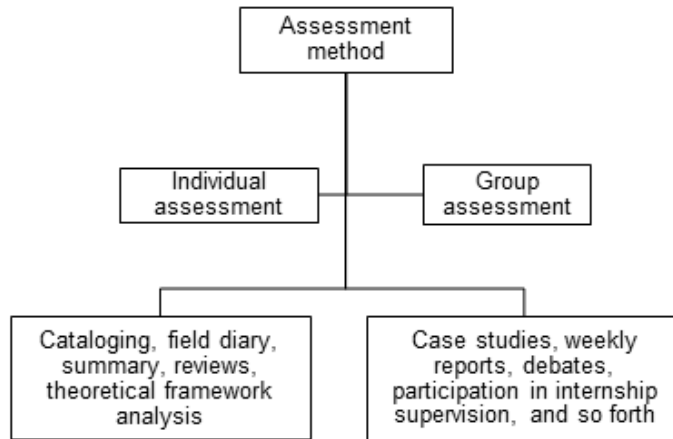 Assessment
method
Individual
assessment
Group
assessment
Cataloging, field diary,
summary, reviews,
theoretical framework
analysis
Case studies, weekly
reports, debates,
participation in internship
supervision, and so forth